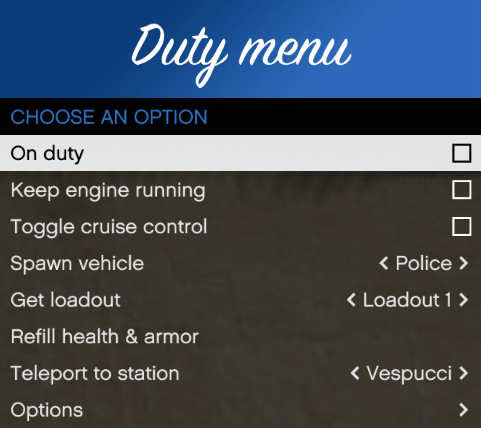 Duty menu
CHOOSE AN OPTION
On duty
Keep engine running
Toggle cruise control
Spawn vehicle < Police >
Get loadout < Loadout 1 >
Refill health & armor
Teleport to station < Vespucci >
Options >